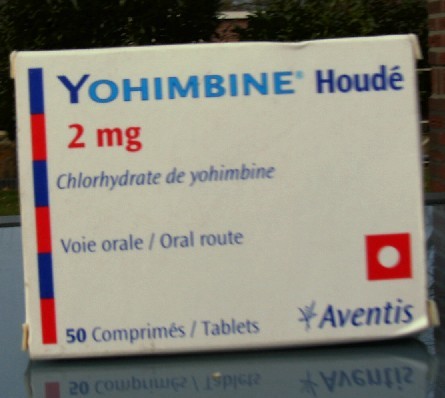 YOHIMBINE® Houdé
2 mg
Chlorhydrate de yohimbine
Voie orale / Oral route
50 Comprimés / Tablets
Aventis